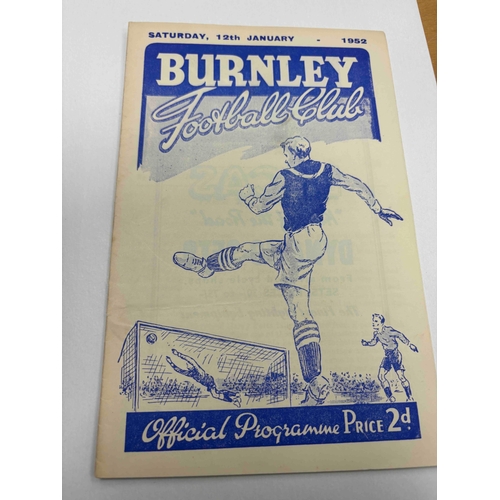 SATURDAY, 12th JANUARY - 1952
BURNLEY
Football Club
Official Programme PRICE 2d.